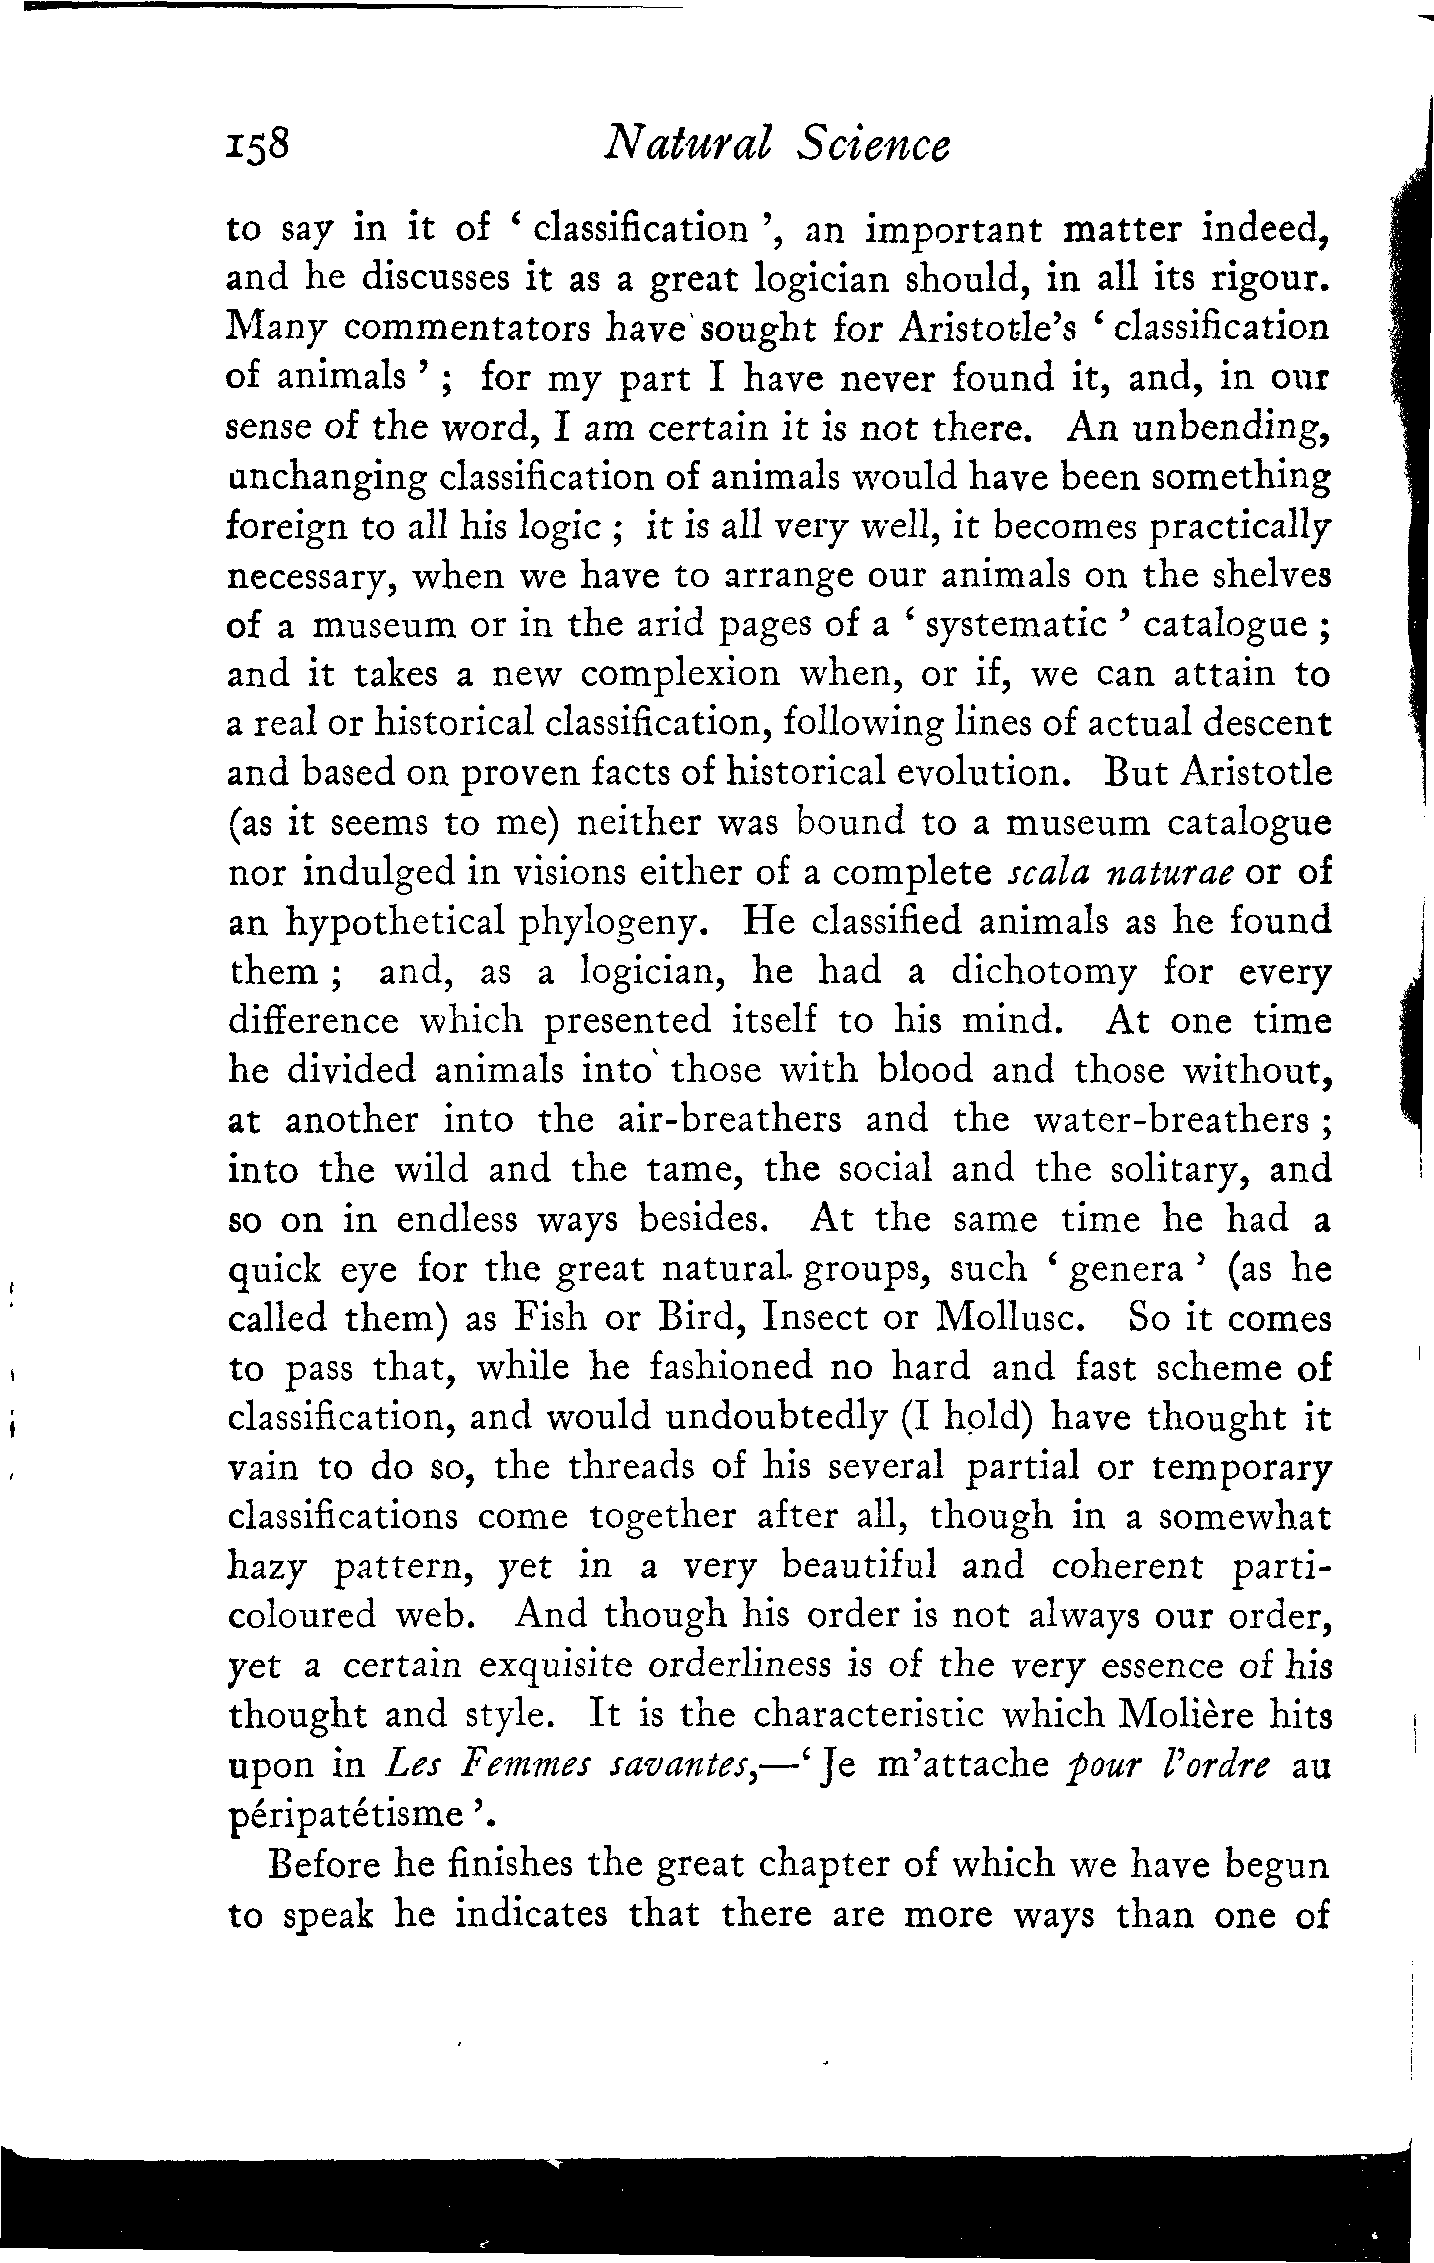 158 Natural Science
to say in it of ‘ classification ’, an important matter indeed,
and he discusses it as a great logician should, in all its rigour.
Many commentators have sought for Aristotle’s ‘ classification
of animals ’ ; for my part I have never found it, and, in our
sense of the word, I am certain it is not there. An unbending,
unchanging classification of animals would have been something
foreign to all his logic ; it is all very well, it becomes practically
necessary, when we have to arrange our animals on the shelves
of a museum or in the arid pages of a ‘ systematic ’ catalogue ;
and it takes a new complexion when, or if, we can attain to
a real or historical classification, following lines of actual descent
and based on proven facts of historical evolution. But Aristotle
(as it seems to me) neither was bound to a museum catalogue
nor indulged in visions either of a complete scala naturae or of
an hypothetical phylogeny. He classified animals as he found
them ; and, as a logician, he had a dichotomy for every
difference which presented itself to his mind. At one time
he divided animals into those with blood and those without,
at another into the air-breathers and the water-breathers ;
into the wild and the tame, the social and the solitary, and
so on in endless ways besides. At the same time he had a
quick eye for the great natural groups, such ‘ genera ’ (as he
called them) as Fish or Bird, Insect or Mollusc. So it comes
to pass that, while he fashioned no hard and fast scheme of
classification, and would undoubtedly (I hold) have thought it
vain to do so, the threads of his several partial or temporary
classifications come together after all, though in a somewhat
hazy pattern, yet in a very beautiful and coherent parti-
coloured web. And though his order is not always our order,
yet a certain exquisite orderliness is of the very essence of his
thought and style. It is the characteristic which Molière hits
upon in Les Femmes savantes,—‘ Je m’attache pour l’ordre au
péripatétisme ’.
Before he finishes the great chapter of which we have begun
to speak he indicates that there are more ways than one of